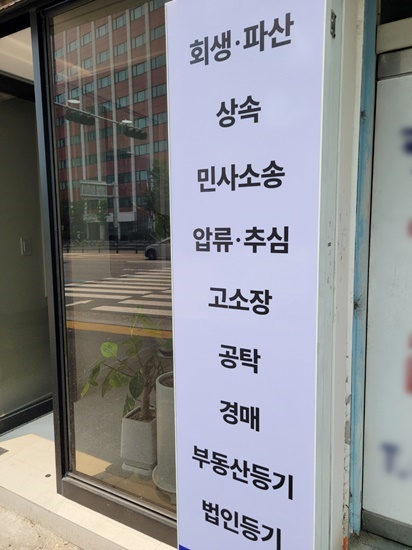 회생·파산
상속
민사소송
압류·추심
고소장
공탁
경매
부동산등기
법인등기